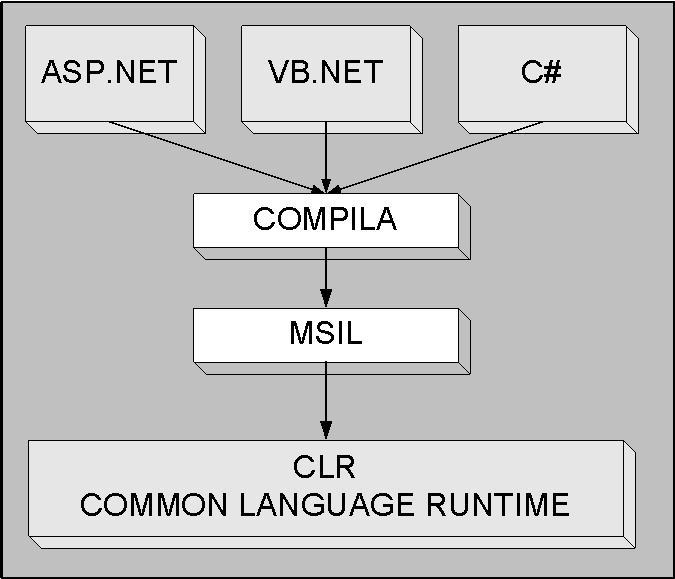 ASP.NET
VB.NET
C#
COMPILA
MSIL
CLR
COMMON LANGUAGE RUNTIME